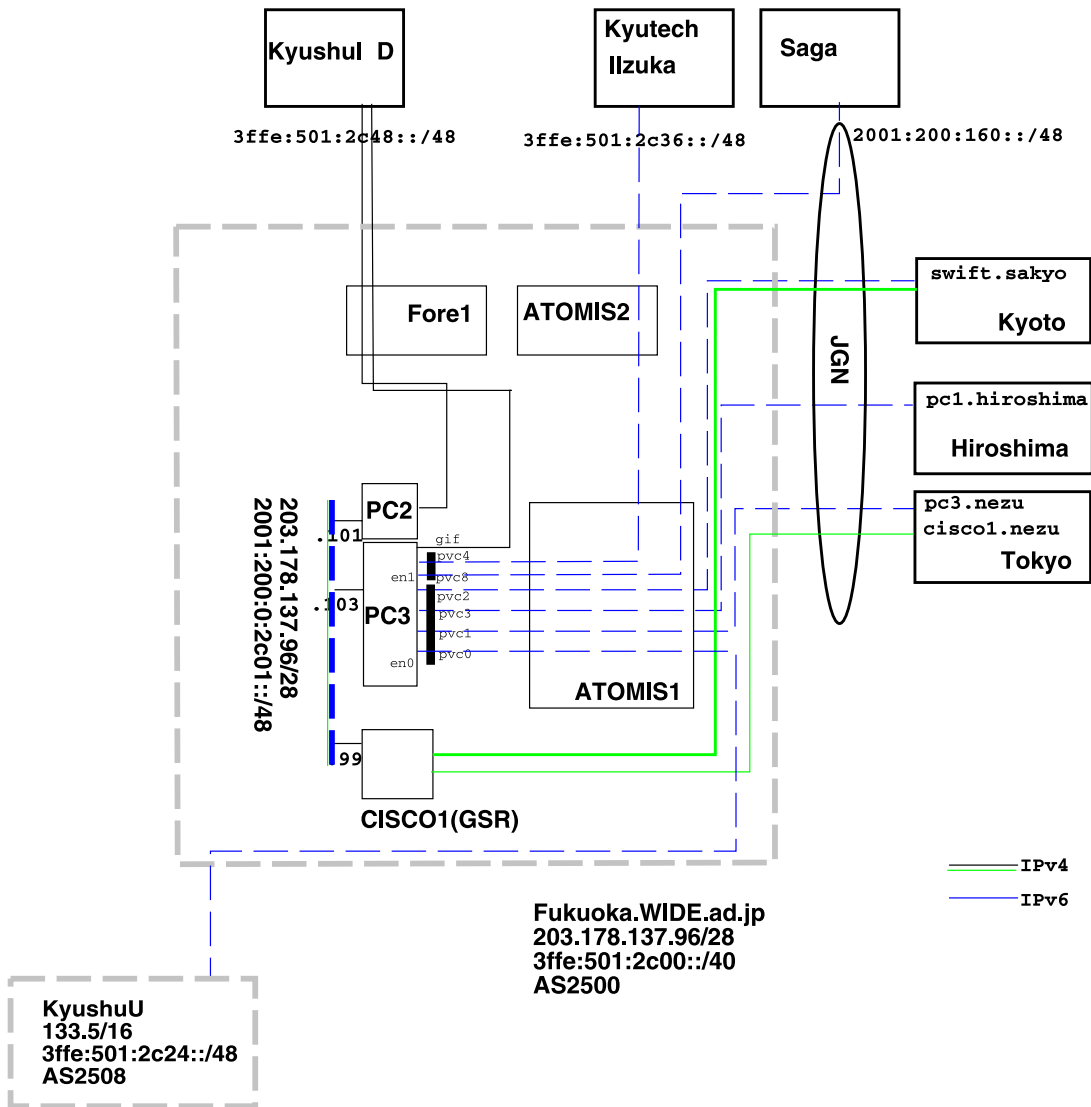 KyushuI D
Kyutech
IIzuka
Saga
3ffe:501:2c48::/48
3ffe:501:2c36::/48
2001:200:160::/48
swift.sakyo
Kyoto
Fore1
ATOMIS2
JGN
pc1.hiroshima
Hiroshima
pc3.nezu
cisco1.nezu
Tokyo
203.178.137.96/28
2001:200:0:2c01::/48
PC2
.101
gif
pvc4
en1
pvc8
pvc2
.103
PC3
pvc3
pvc1
en0
pvc0
ATOMIS1
99
CISCO1(GSR)
IPv4
IPv6
Fukuoka.WIDE.ad.jp
203.178.137.96/28
3ffe:501:2c00::/40
AS2500
KyushuU
133.5/16
3ffe:501:2c24::/48
AS2508